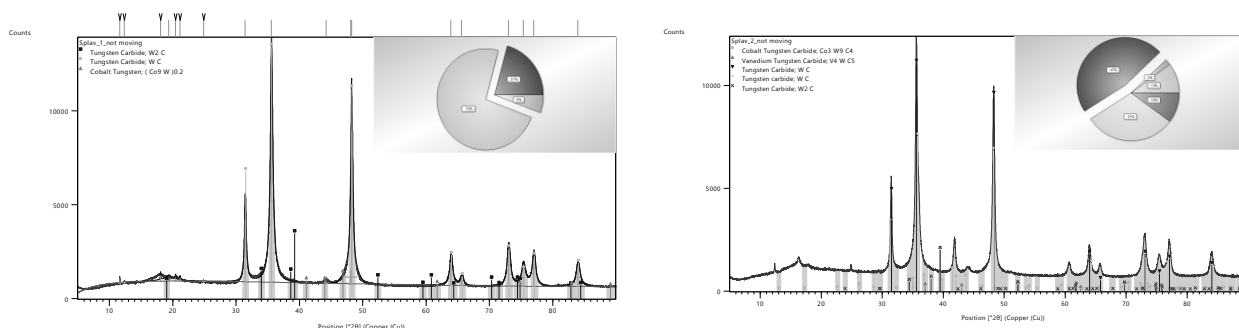 Counts
Splav_1_not moving
Tungsten Carbide; W2 C
Tungsten Carbide; W C
Cobalt Tungsten; ( Co9 W )0.2
10000
5000
0
10
20
30
40
50
60
70
80
Position [°2θ] (Copper (Cu))
Counts
Splav_2_not moving
Cobalt Tungsten Carbide; Co3 W9 C4
Vanadium Tungsten Carbide; V4 W C5
Tungsten Carbide; W C
Tungsten carbide; W C
Tungsten Carbide; W2 C
10000
5000
0
10
20
30
40
50
60
70
80
Position [°2θ] (Copper (Cu))